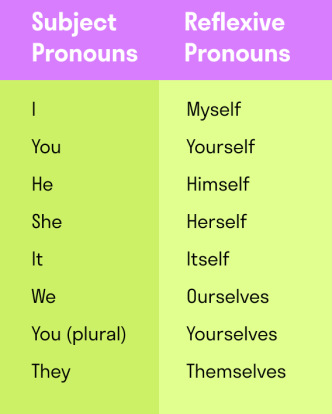 Subject Pronouns
Reflexive Pronouns
I Myself
You Yourself
He Himself
She Herself
It Itself
We Ourselves
You (plural) Yourselves
They Themselves